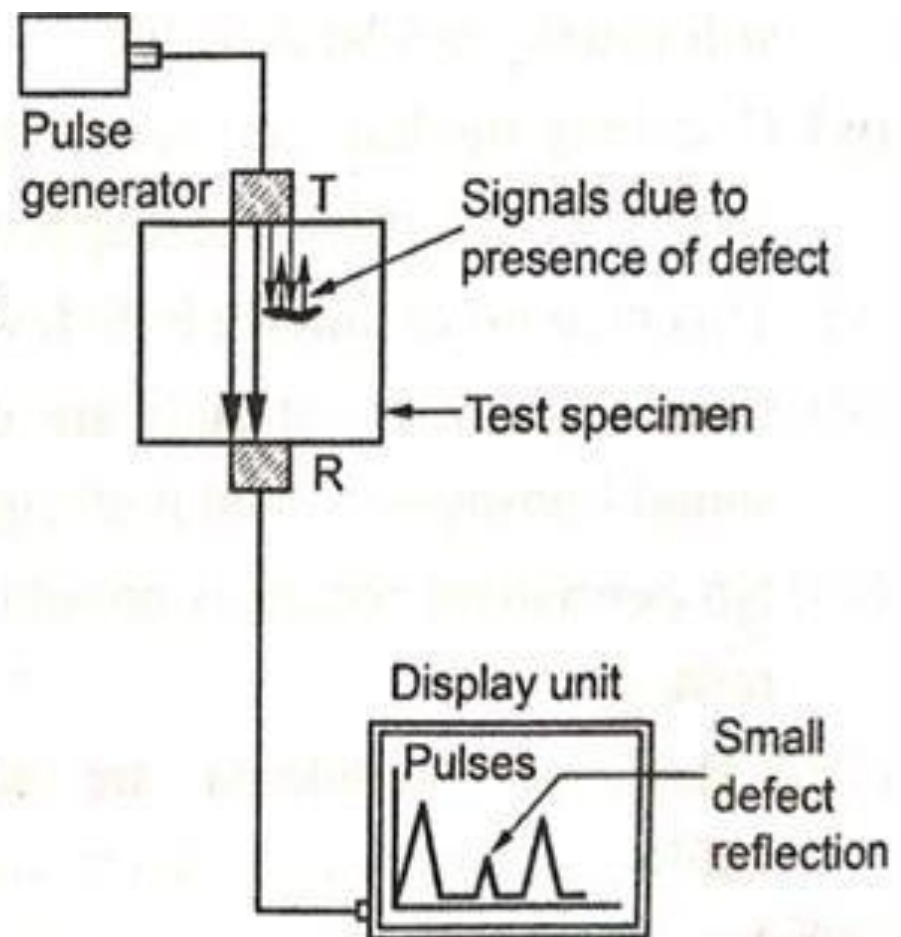 Pulse
generator
T
Signals due to
presence of defect
Test specimen
R
Display unit
Pulses
Small
defect
reflection